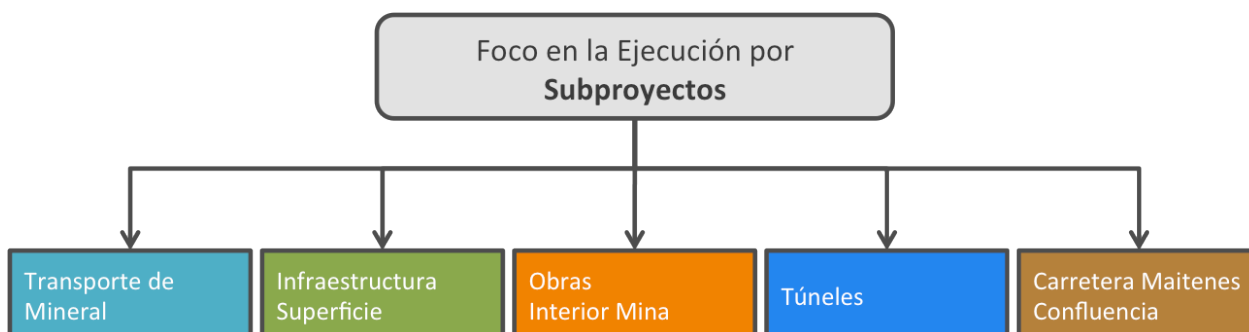 Foco en la Ejecución por
Subproyectos
Transporte de
Mineral
Infraestructura
Superficie
Obras
Interior Mina
Túneles
Carretera Maitenes
Confluencia